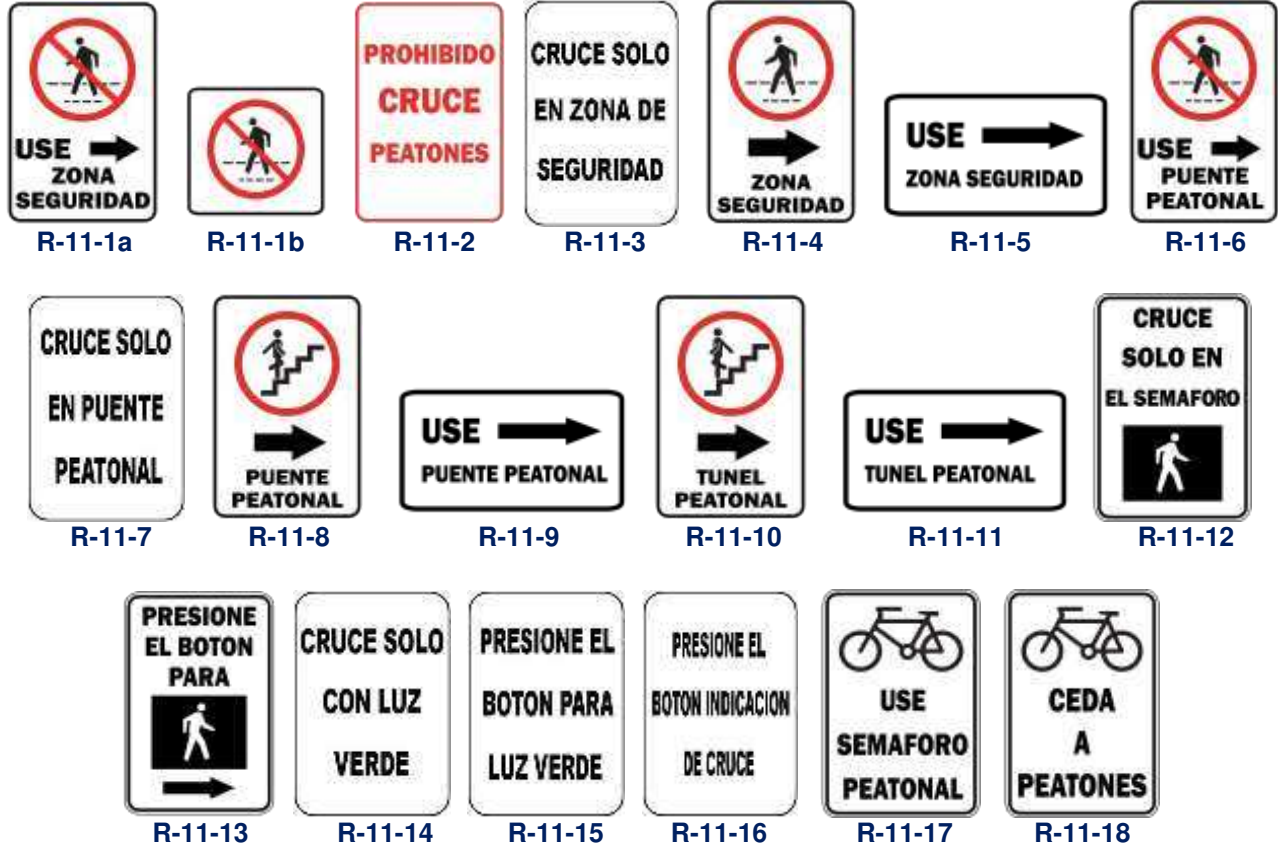 USE
ZONA
SEGURIDAD
R-11-1a
R-11-1b
PROHIBIDO
CRUCE
PEATONES
R-11-2
CRUCE SOLO
EN ZONA DE
SEGURIDAD
R-11-3
ZONA
SEGURIDAD
R-11-4
USE
ZONA SEGURIDAD
R-11-5
USE
PUENTE
PEATONAL
R-11-6
CRUCE SOLO
EN PUENTE
PEATONAL
R-11-7
PUENTE
PEATONAL
R-11-8
USE
PUENTE PEATONAL
R-11-9
TUNEL
PEATONAL
R-11-10
USE
TUNEL PEATONAL
R-11-11
CRUCE
SOLO EN
EL SEMAFORO
R-11-12
PRESIONE
EL BOTON
PARA
R-11-13
CRUCE SOLO
CON LUZ
VERDE
R-11-14
PRESIONE EL
BOTON PARA
LUZ VERDE
R-11-15
PRESIONE EL
BOTON INDICACION
DE CRUCE
R-11-16
USE
SEMAFORO
PEATONAL
R-11-17
CEDA
A
PEATONES
R-11-18